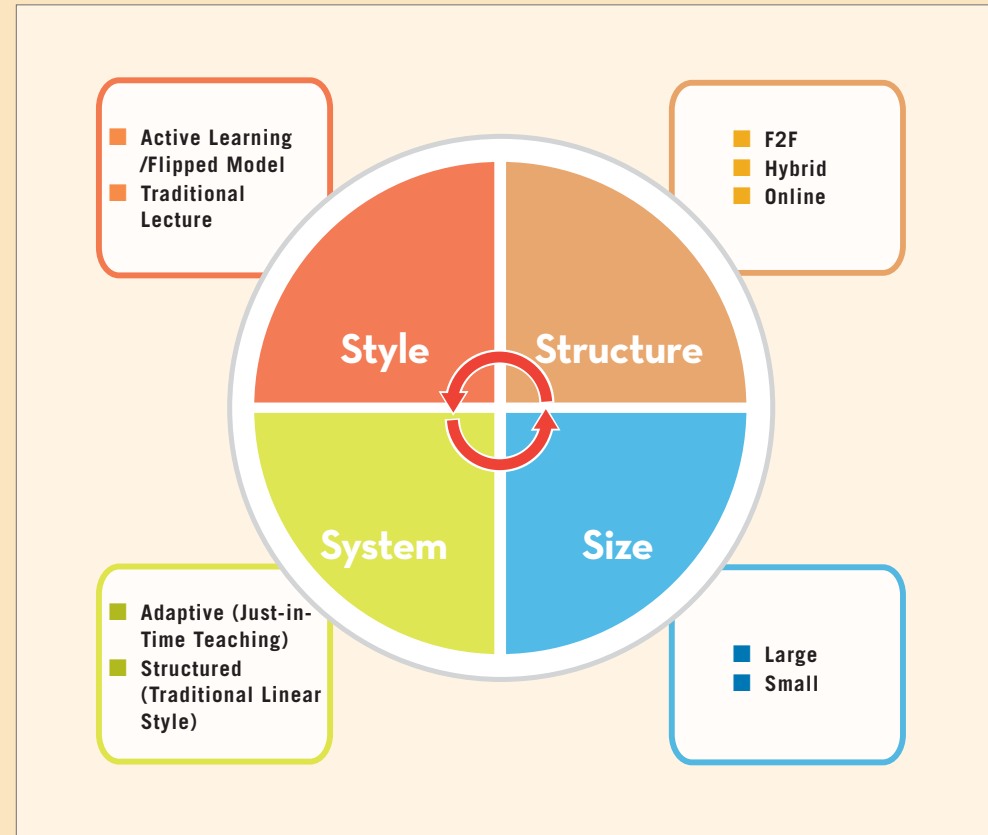 Active Learning
/Flipped Model
Traditional
Lecture
F2F
Hybrid
Online
Style
Structure
System
Size
Adaptive (Just-in-
Time Teaching)
Structured
(Traditional Linear
Style)
Large
Small